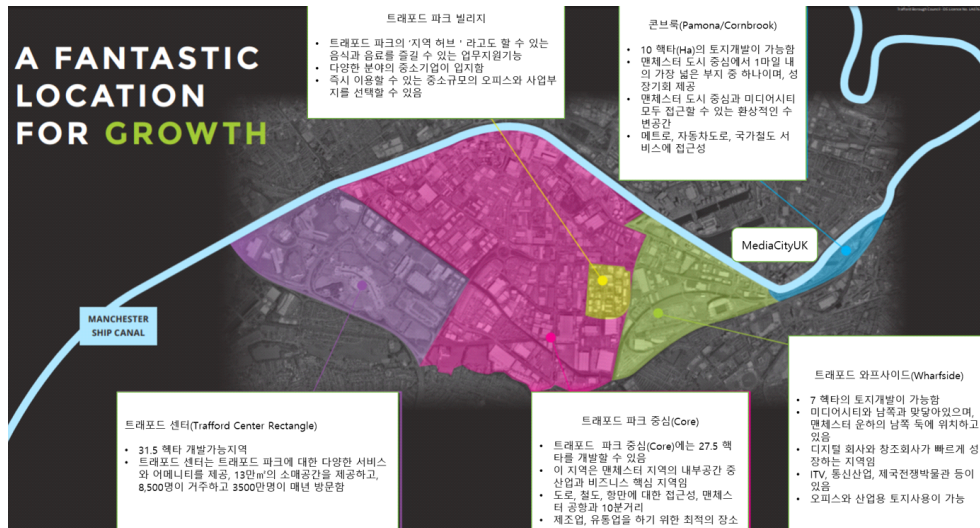 A FANTASTIC
LOCATION
FOR GROWTH
트래포드 파크 빌리지
• 트래포드 파크의 '지역 허브 ' 라고도 할 수 있는
음식과 음료를 즐길 수 있는 업무지원기능
• 다양한 분야의 중소기업이 입지함
• 즉시 이용할 수 있는 중소규모의 오피스와 사업부
지를 선택할 수 있음
콘브룩(Pamona/Cornbrook)
• 10 헥타(Ha)의 토지개발이 가능함
• 맨체스터 도시 중심에서 1마일 내
의 가장 넓은 부지 중 하나이며, 성
장기회 제공
• 맨체스터 도시 중심과 미디어시티
모두 접근할 수 있는 환상적인 수
변공간
• 메트로, 자동차도로, 국가철도 서
비스에 접근성
MediaCityUK
MANCHESTER
SHIP CANAL
트래포드 센터(Trafford Center Rectangle)
• 31.5 헥타 개발가능지역
• 트래포드 센터는 트래포드 파크에 대한 다양한 서비스
와 어메니티를 제공, 13만㎡의 소매공간을 제공하고,
8,500명이 거주하고 3500만명이 매년 방문함
트래포드 파크 중심(Core)
• 트래포드 파크 중심(Core)에는 27.5 헥
타를 개발할 수 있음
• 이 지역은 맨체스터 지역의 내부공간 중
산업과 비즈니스 핵심 지역임
• 도로, 철도, 항만에 대한 접근성, 맨체스
터 공항과 10분거리
• 제조업, 유통업을 하기 위한 최적의 장소
트래포드 와프사이드(Wharfside)
• 7 헥타의 토지개발이 가능함
• 미디어시티와 남쪽과 맞닿아있으며,
맨체스터 운하의 남쪽 둑에 위치하고
있음
• 디지털 회사와 창조회사가 빠르게 성
장하는 지역임
• ITV, 통신산업, 제국전쟁박물관 등이
있음
• 오피스와 산업용 토지사용이 가능